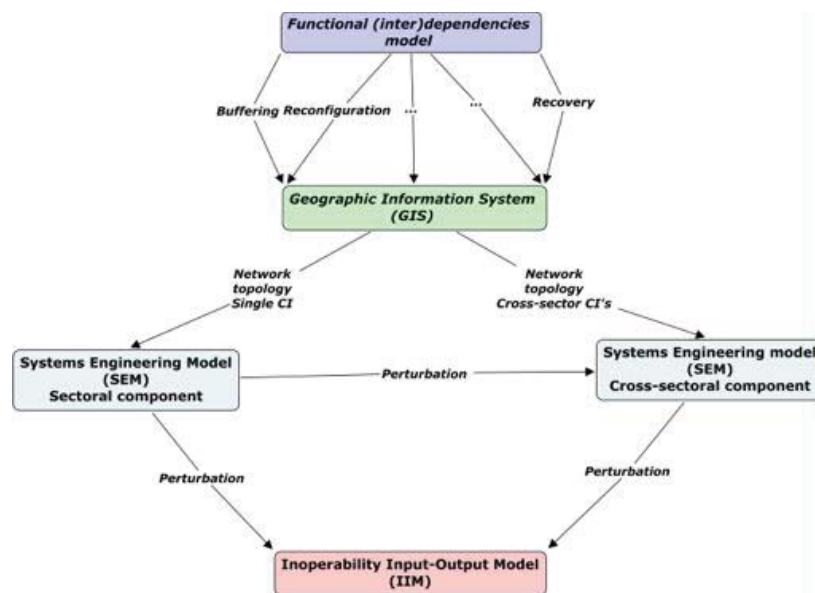 Functional (inter)dependencies
model
Buffering
Reconfiguration
...
...
Recovery
Geographic Information System
(GIS)
Network
topology
Single CI
Network
topology
Cross-sector CI's
Systems Engineering Model
(SEM)
Sectoral component
Perturbation
Systems Engineering model
(SEM)
Cross-sectoral component
Perturbation
Perturbation
Inoperability Input-Output Model
(IIM)